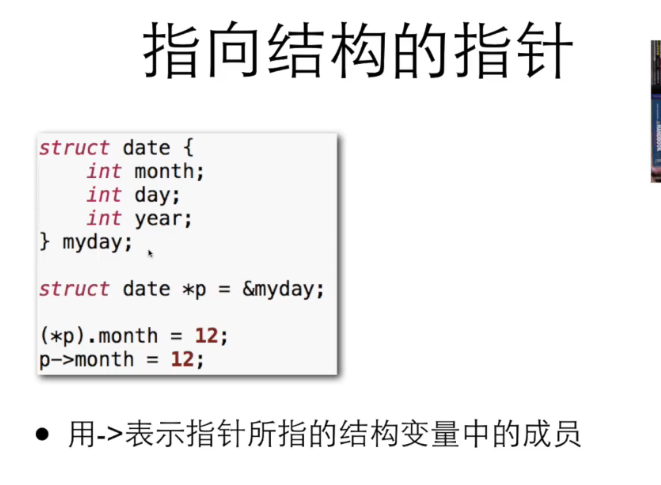 指向结构的指针
struct date {
    int month;
    int day;
    int year;
} myday;
struct date *p = &myday;
(*p).month = 12;
p->month = 12;
• 用->表示指针所指的结构变量中的成员